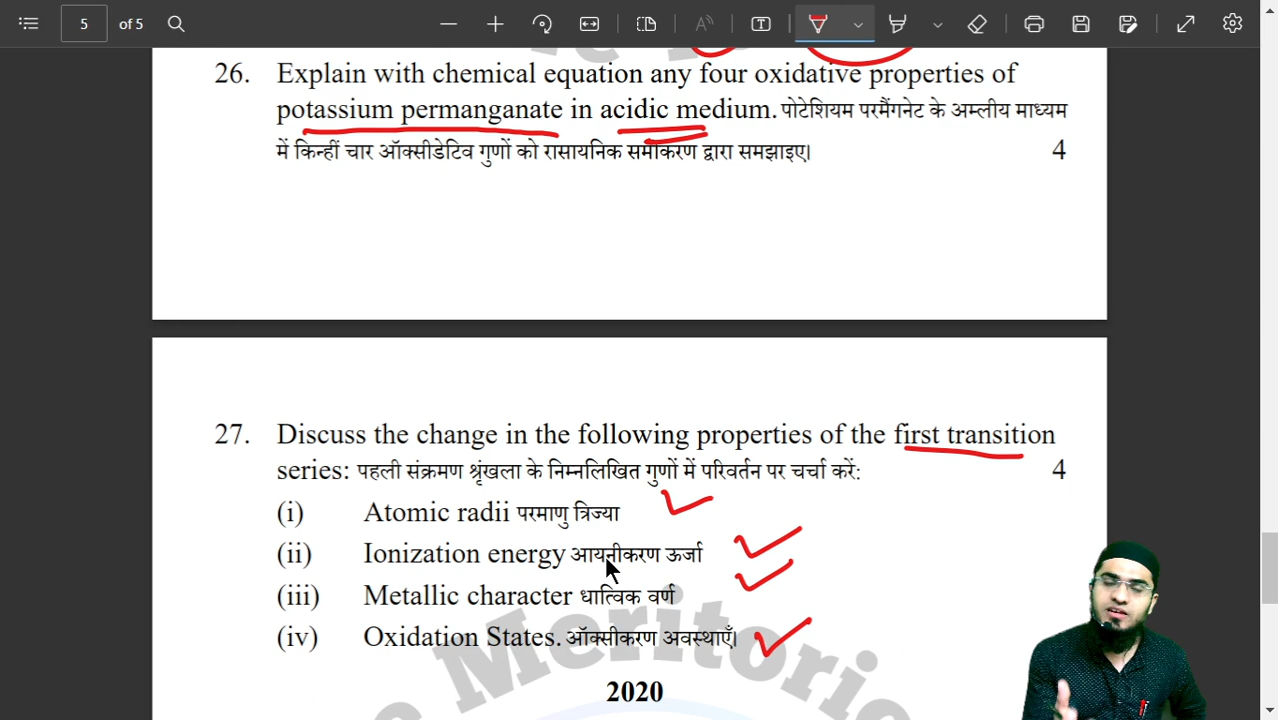 5 of 5
26. Explain with chemical equation any four oxidative properties of
potassium permanganate in acidic medium. पोटेशियम परमैंगनेट के अम्लीय माध्यम
में किन्हीं चार ऑक्सीडेटिव गुणों को रासायनिक समीकरण द्वारा समझाइए। 4
27. Discuss the change in the following properties of the first transition
series: पहली संक्रमण श्रृंखला के निम्नलिखित गुणों में परिवर्तन पर चर्चा करें: 4
(i) Atomic radii परमाणु त्रिज्या
(ii) Ionization energy आयनीकरण ऊर्जा
(iii) Metallic character धात्विक वर्ण
(iv) Oxidation States. ऑक्सीकरण अवस्थाएँ।
2020